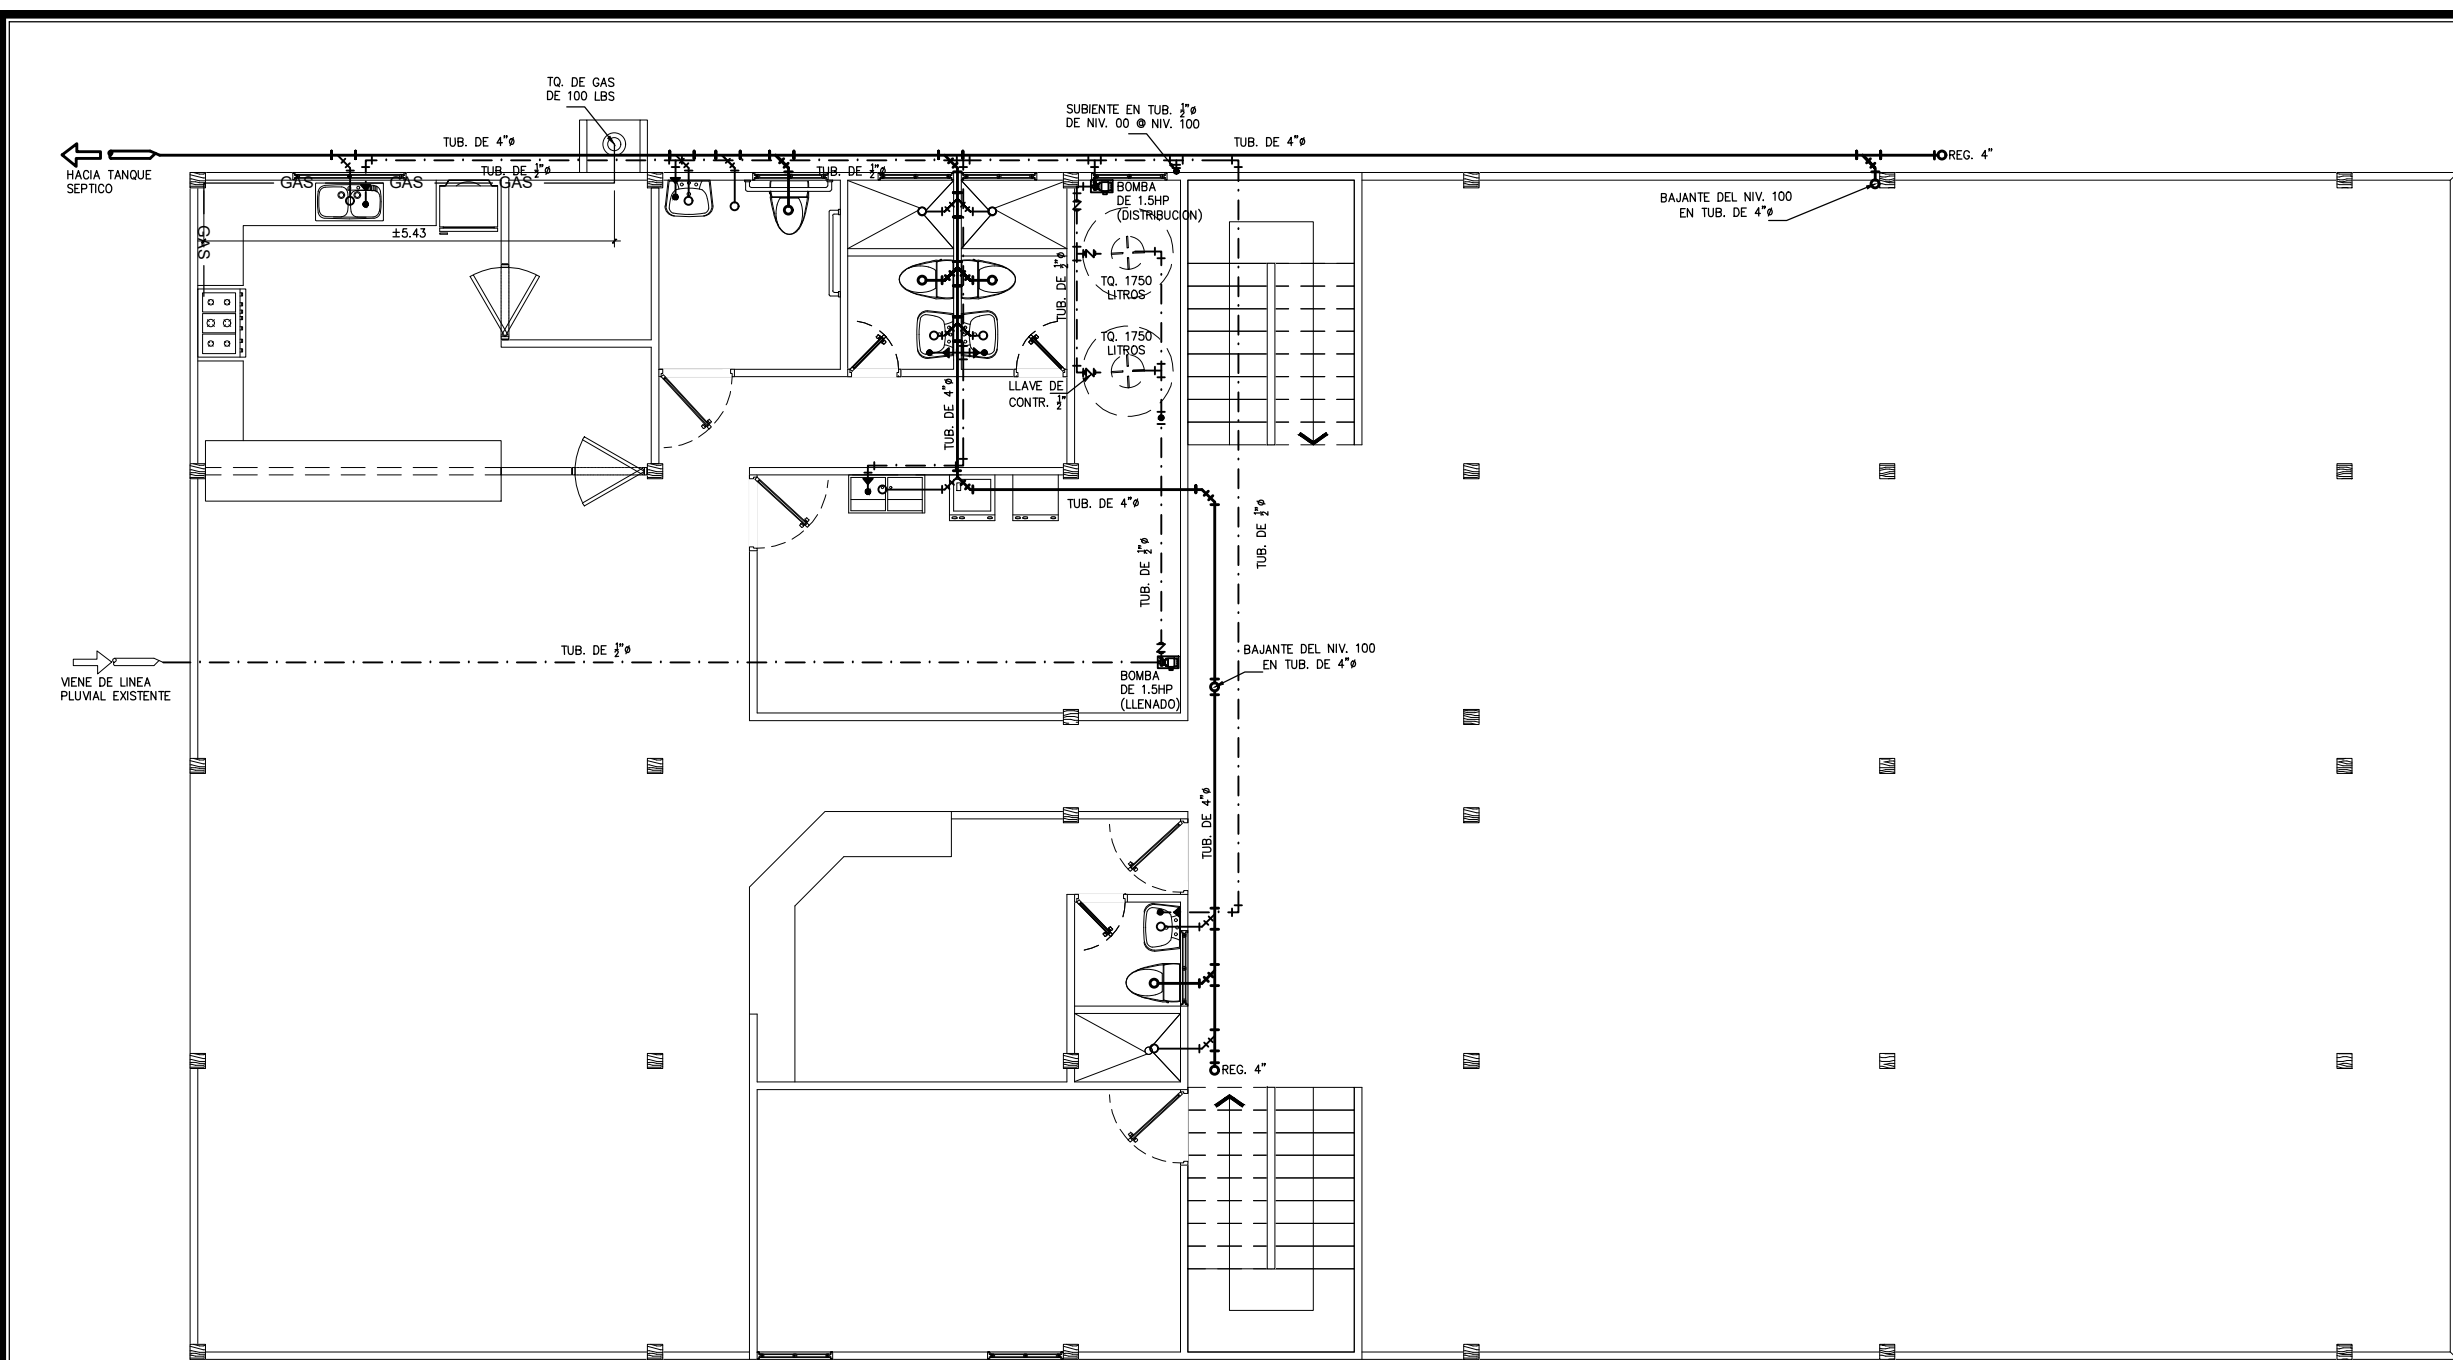 TQ. DE GAS
DE 100 LBS
SUBIENTE EN TUB. ½"ø
DE NIV. 00 @ NIV. 100
TUB. DE 4"ø
TUB. DE 4"ø
REG. 4"
HACIA TANQUE
SEPTICO
TUB. DE ½"ø
TUB. DE ½"ø
GAS
GAS
GAS
GAS
±5.43
BOMBA
DE 1.5HP
(DISTRIBUCION)
BAJANTE DEL NIV. 100
EN TUB. DE 4"ø
TUB. DE ½"ø
TQ. 1750
LITROS
TQ. 1750
LITROS
LLAVE DE
CONTR. ½"
TUB. DE 4"ø
TUB. DE 4"ø
TUB. DE ½"ø
TUB. DE ½"ø
TUB. DE ½"ø
VIENE DE LINEA
PLUVIAL EXISTENTE
BOMBA
DE 1.5HP
(LLENADO)
BAJANTE DEL NIV. 100
EN TUB. DE 4"ø
TUB. DE 4"ø
REG. 4"